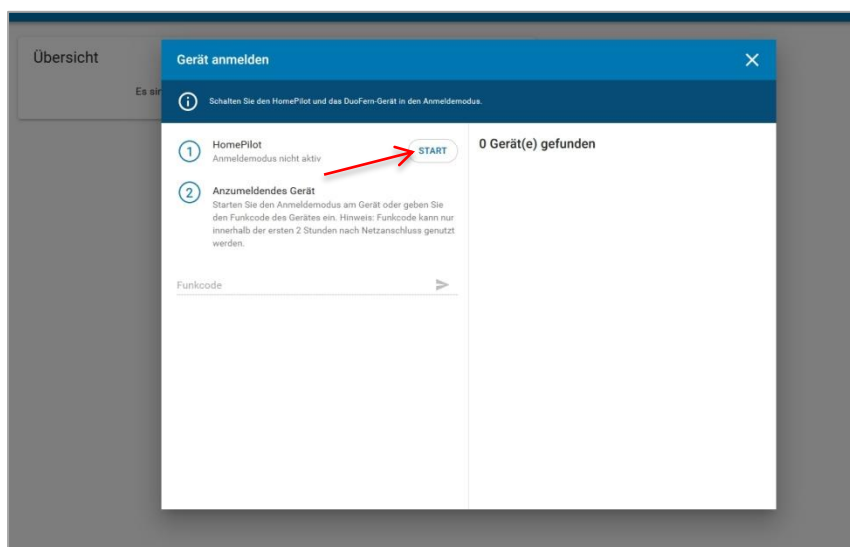 Übersicht
Es sin
Gerät anmelden
Schalten Sie den HomePilot und das DuoFern-Gerät in den Anmeldemodus.
1
HomePilot
Anmeldemodus nicht aktiv
START
2
Anzumeldendes Gerät
Starten Sie den Anmeldemodus am Gerät oder geben Sie
den Funkcode des Gerätes ein. Hinweis: Funkcode kann nur
innerhalb der ersten 2 Stunden nach Netzanschluss genutzt
werden.
Funkcode
0 Gerät(e) gefunden